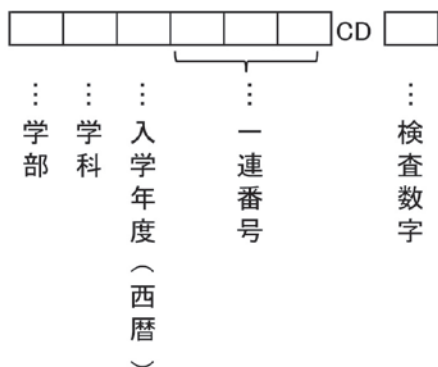 CD
…学部
…学科
…入学年度（西暦）
…一連番号
…検査数字